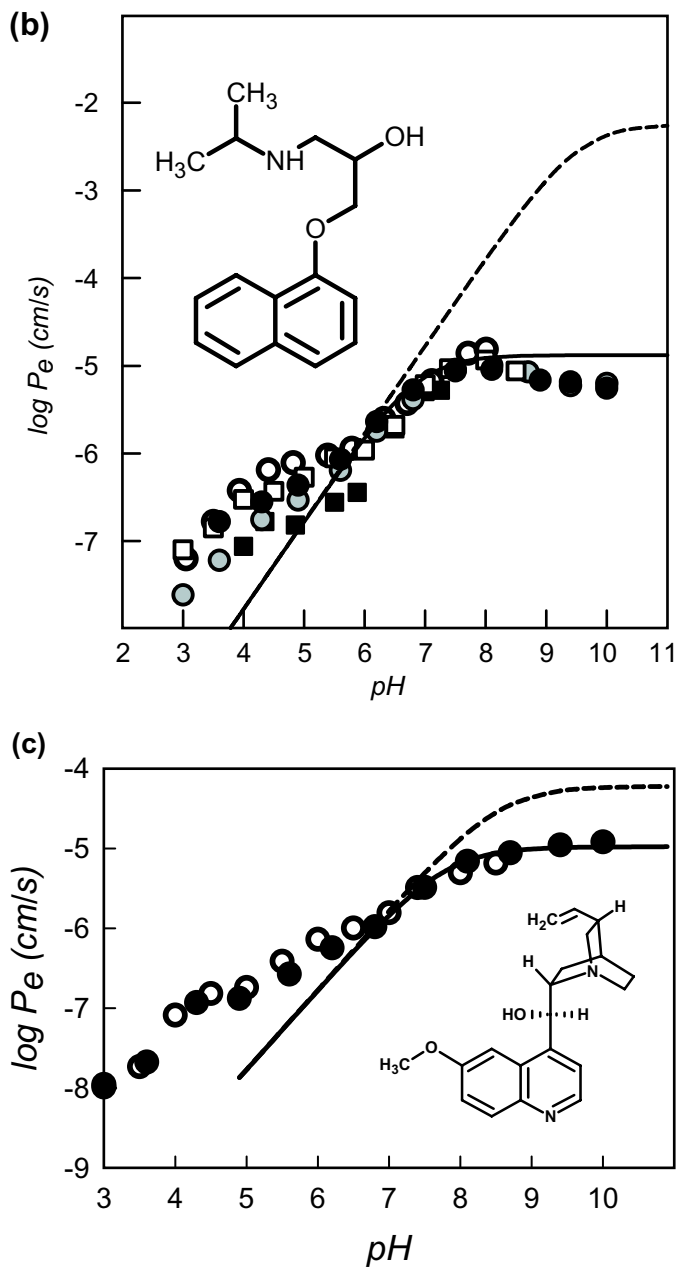 (b)
-2
-3
-4
-5
-6
-7
log Pe (cm/s)
CH3
H3C
NH
OH
O
2 3 4 5 6 7 8 9 10 11
pH
(c)
-4
-5
-6
-7
-8
-9
log Pe (cm/s)
H2C
H
H
N
HO
H
O
H3C
N
3 4 5 6 7 8 9 10
pH